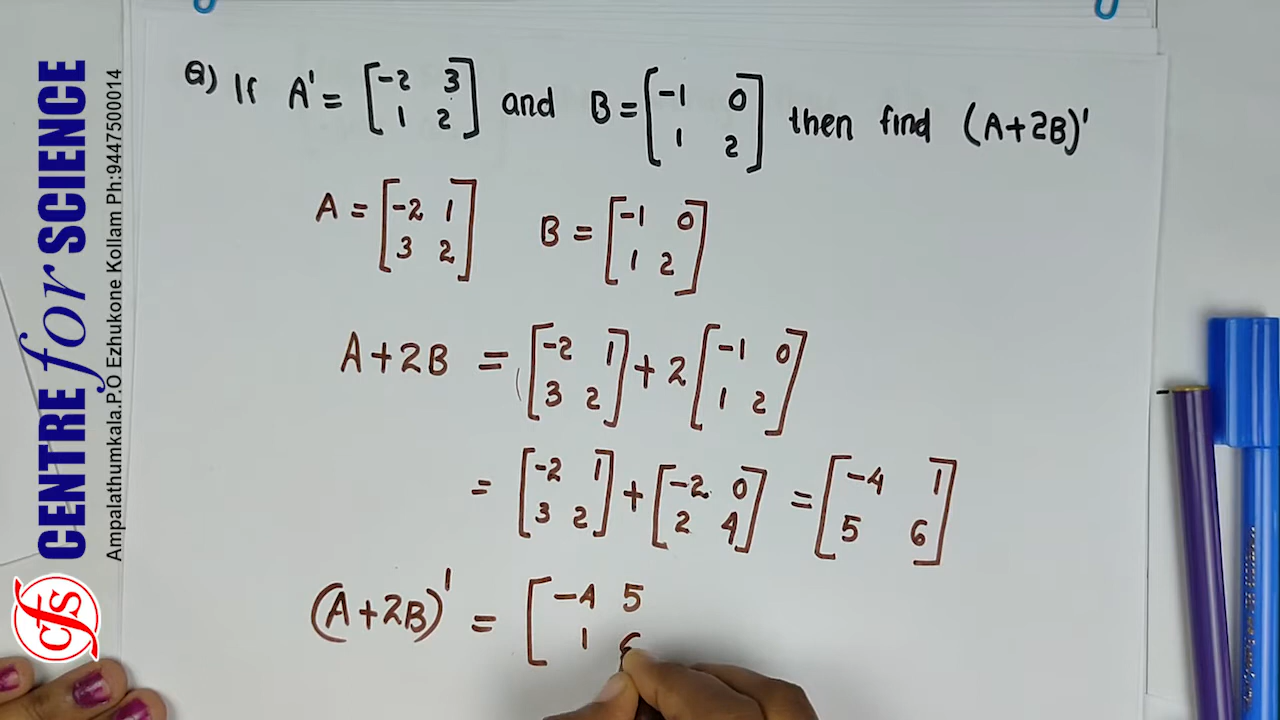 Q) If A' = [-2 3 1 2] and B = [-1 0 1 2] then find (A+2B)'
A = [-2 1 3 2] B = [-1 0 1 2]
A+2B = [-2 1 3 2] + 2 [-1 0 1 2]
= [-2 1 3 2] + [-2 0 2 4] = [-4 1 5 6]
(A+2B)' = [-4 5 1 6
CENTRE for SCIENCE
Ampalathumkala.P.O Ezhukone Kollam Ph:9447500014
cfs